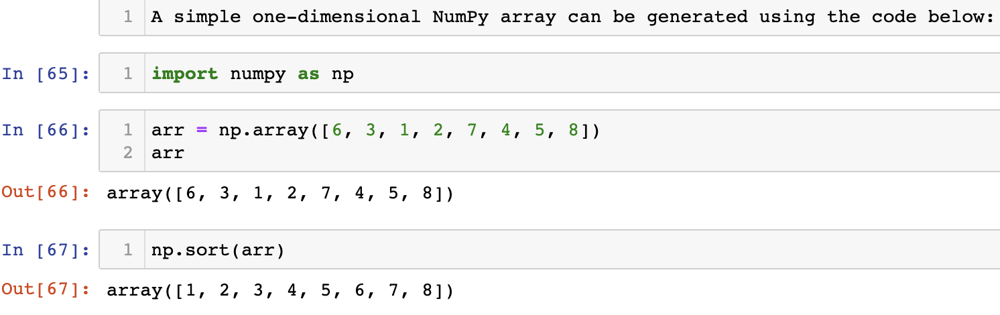 1 A simple one-dimensional NumPy array can be generated using the code below:
In [65]: 1 import numpy as np
In [66]: 1 arr = np.array([6, 3, 1, 2, 7, 4, 5, 8])
2 arr
Out[66]: array([6, 3, 1, 2, 7, 4, 5, 8])
In [67]: 1 np.sort(arr)
Out[67]: array([1, 2, 3, 4, 5, 6, 7, 8])